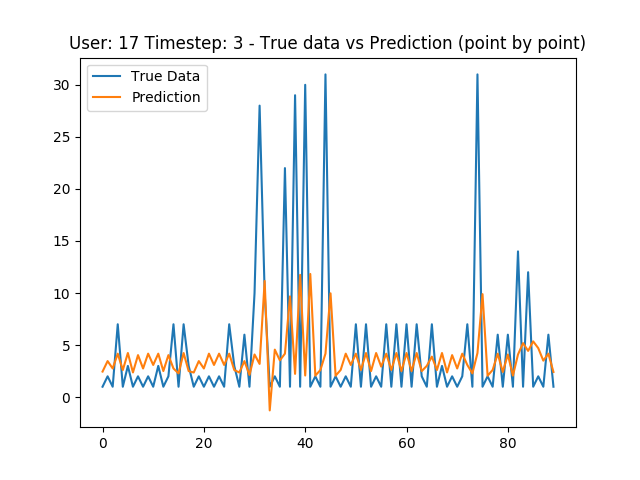 User: 17 Timestep: 3 - True data vs Prediction (point by point)
True Data
Prediction
30
25
20
15
10
5
0
0 20 40 60 80